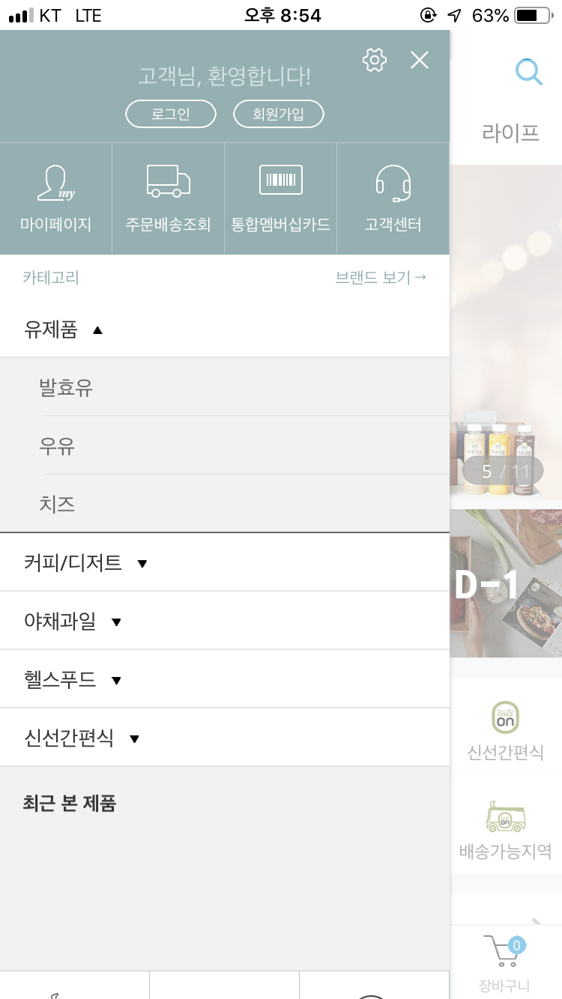 KT LTE 오후 8:54 63%
고객님, 환영합니다!
로그인 회원가입
my
마이페이지 주문배송조회 통합멤버십카드 고객센터
카테고리 브랜드 보기→
유제품 ▲
발효유
우유
치즈
커피/디저트 ▼
야채과일 ▼
헬스푸드 ▼
신선간편식 ▼
최근 본 제품
라이프
5 / 11
D-1
eats
on
신선간편식
on
배송가능지역
0
장바구니